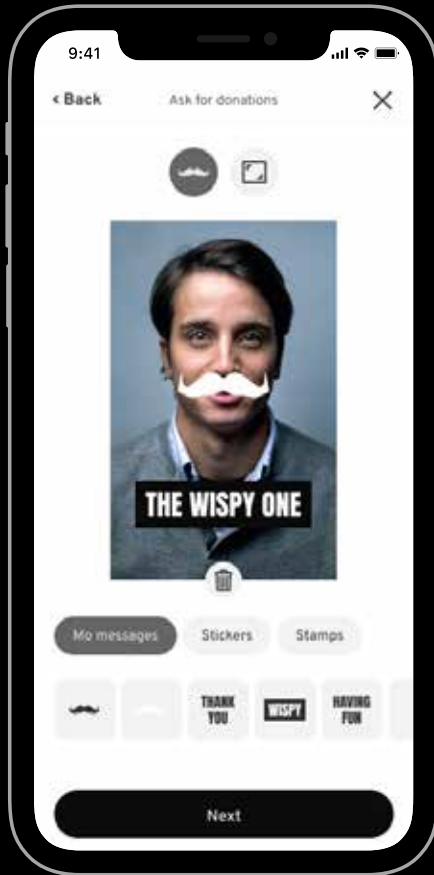 9:41
< Back Ask for donations
THE WISPY ONE
Mo messages Stickers Stamps
THANK
YOU
WISPY
HAVING
FUN
Next